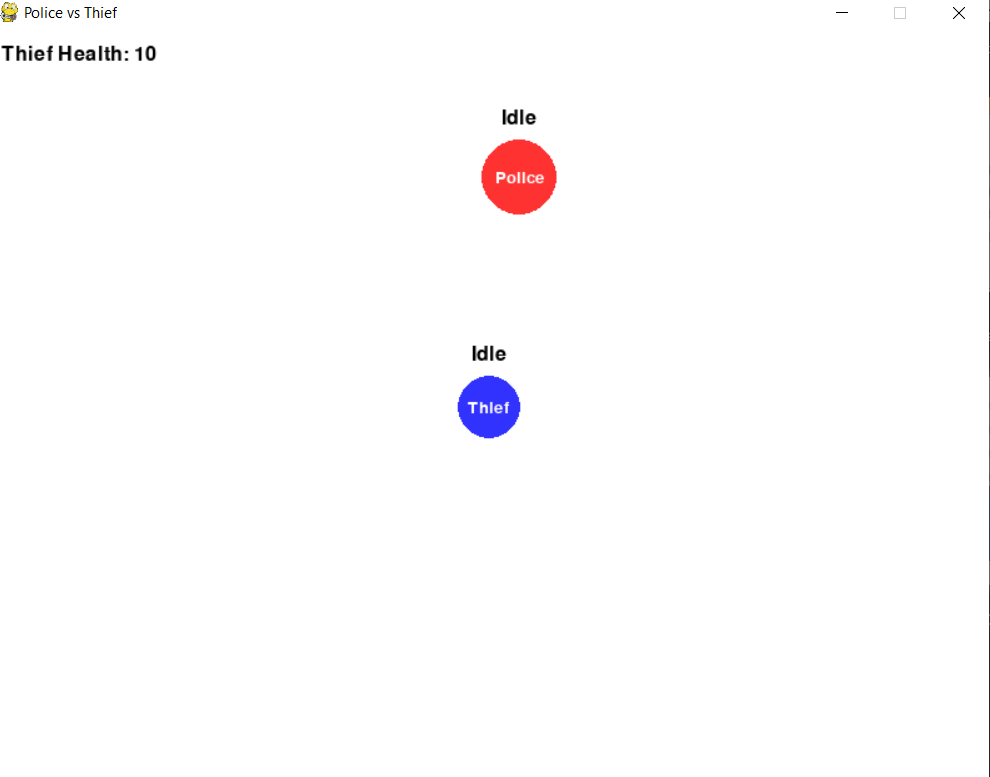 Police vs Thief
Thief Health: 10
Idle
Police
Idle
Thief